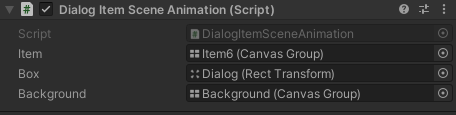 Dialog Item Scene Animation (Script)
Script DialogItemSceneAnimation
Item Item6 (Canvas Group)
Box Dialog (Rect Transform)
Background Background (Canvas Group)